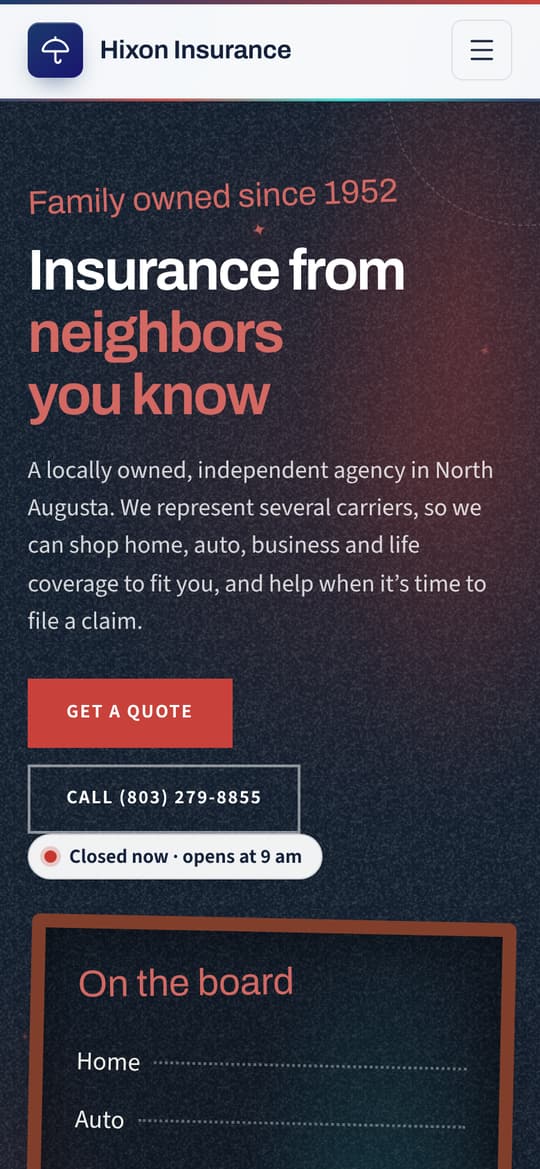 Hixon Insurance
Family owned since 1952
Insurance from
neighbors
you know
A locally owned, independent agency in North
Augusta. We represent several carriers, so we
can shop home, auto, business and life
coverage to fit you, and help when it’s time to
file a claim.
GET A QUOTE
CALL (803) 279-8855
Closed now · opens at 9 am
On the board
Home
Auto